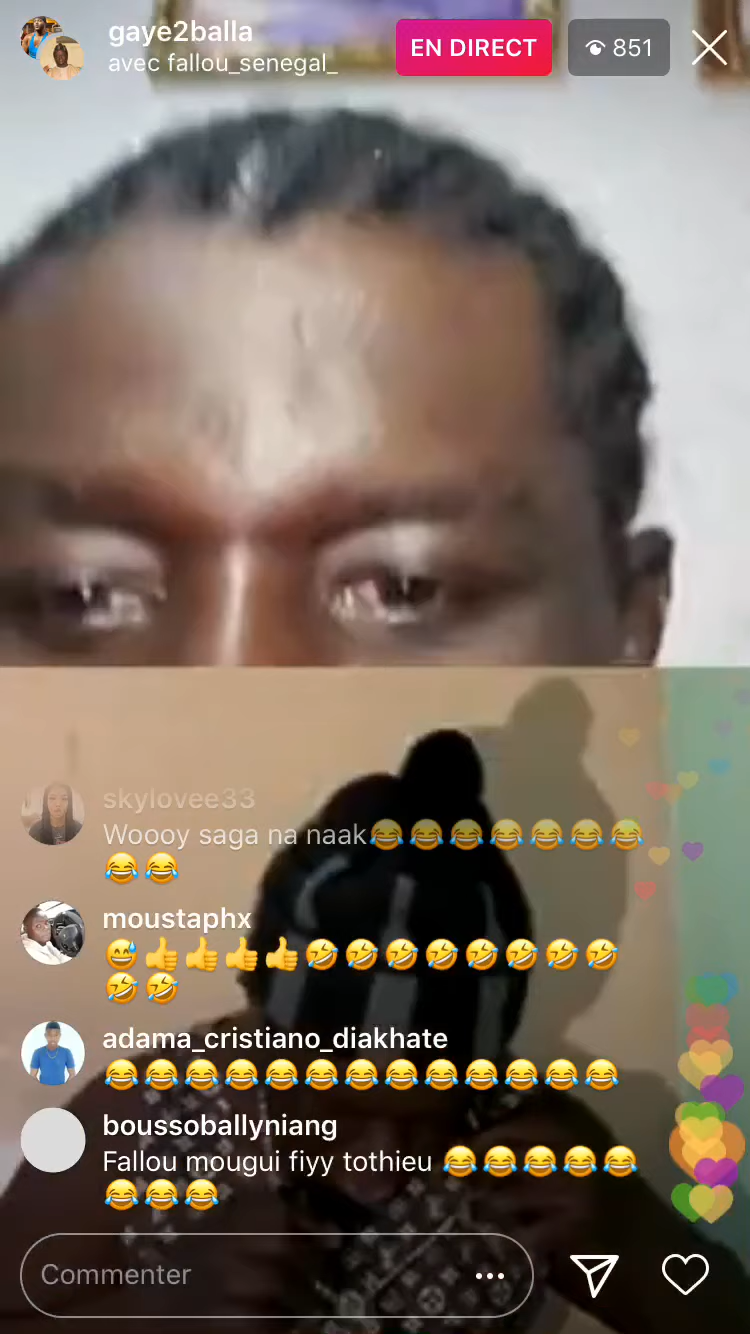 gaye2balla
avec fallou_senegal_
EN DIRECT
851
skylovee33
Woooy saga na naak😂😂😂😂😂😂😂
😂😂
moustaphx
😅👍👍👍👍🤣🤣🤣🤣🤣🤣🤣🤣
🤣🤣
adama_cristiano_diakhate
😂😂😂😂😂😂😂😂😂😂😂😂😂
boussoballyniang
Fallou mougui fiyy tothieu 😂😂😂😂😂
😂😂😂
Commenter